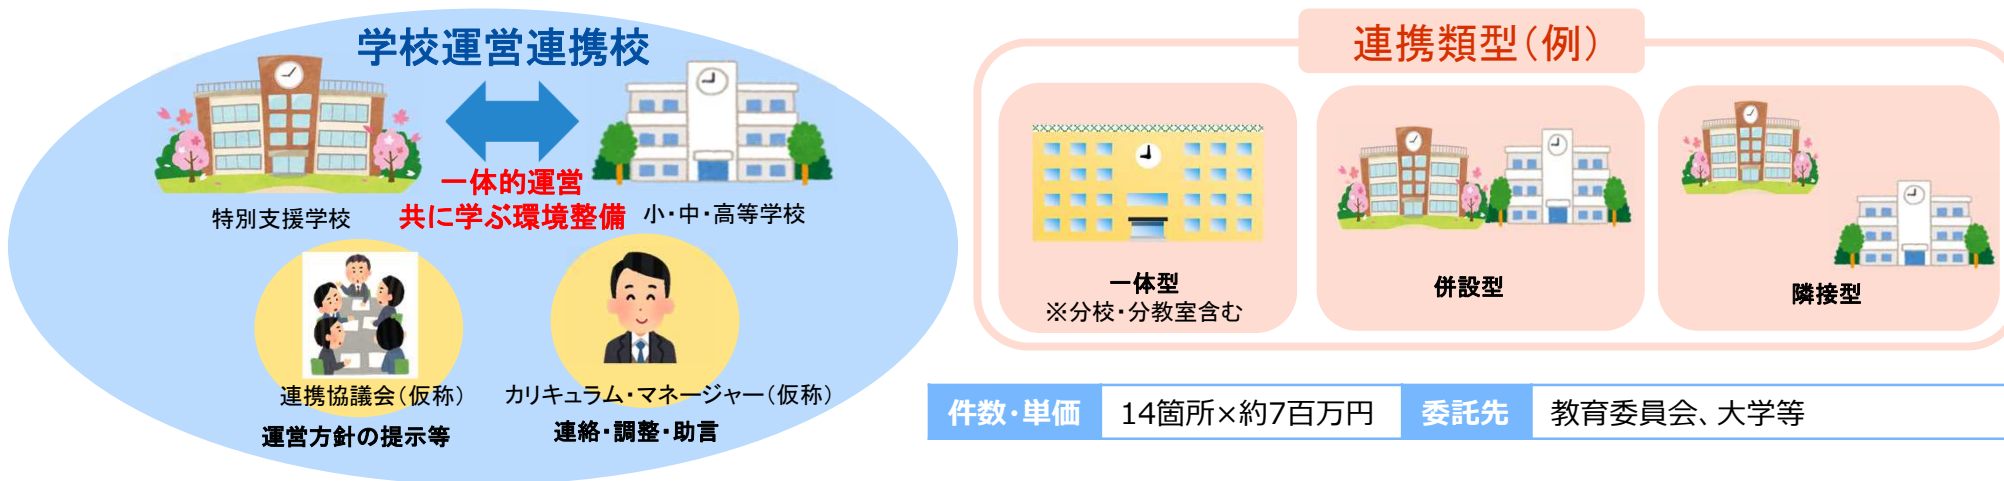 学校運営連携校
一体的運営
共に学ぶ環境整備
特別支援学校
小・中・高等学校
連携協議会（仮称）
運営方針の提示等
カリキュラム・マネージャー（仮称）
連絡・調整・助言
連携類型（例）
一体型
※分校・分教室含む
併設型
隣接型
件数・単価 14箇所×約7百万円 委託先 教育委員会、大学等